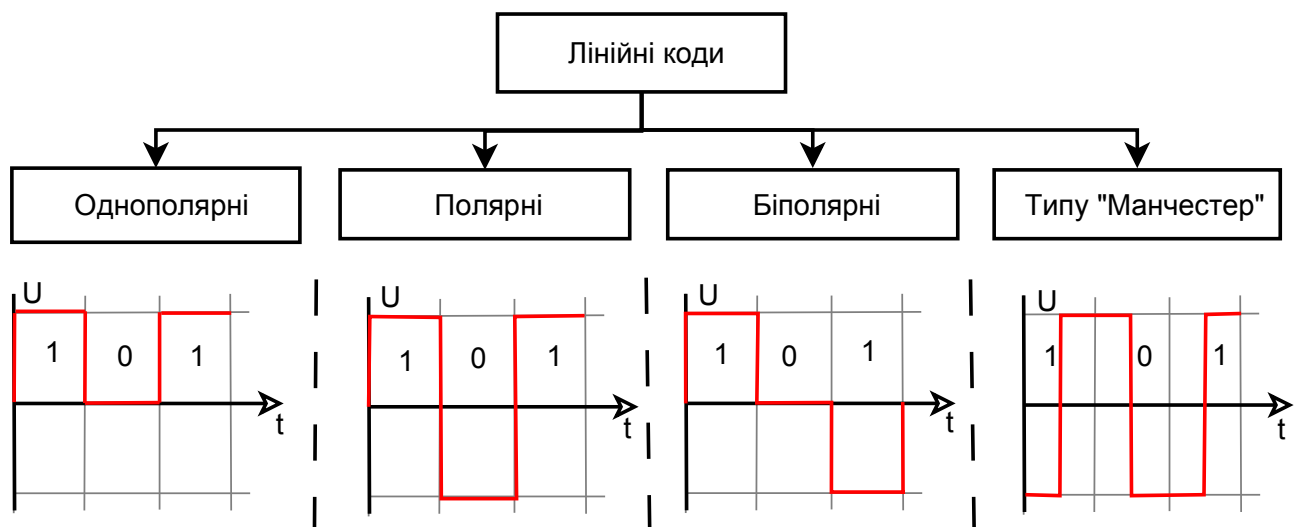 Лінійні коди
Однополярні
Полярні
Біполярні
Типу "Манчестер"
U
1 0 1
t
U
1 0 1
t
U
1 0 1
t
U
1 0 1
t